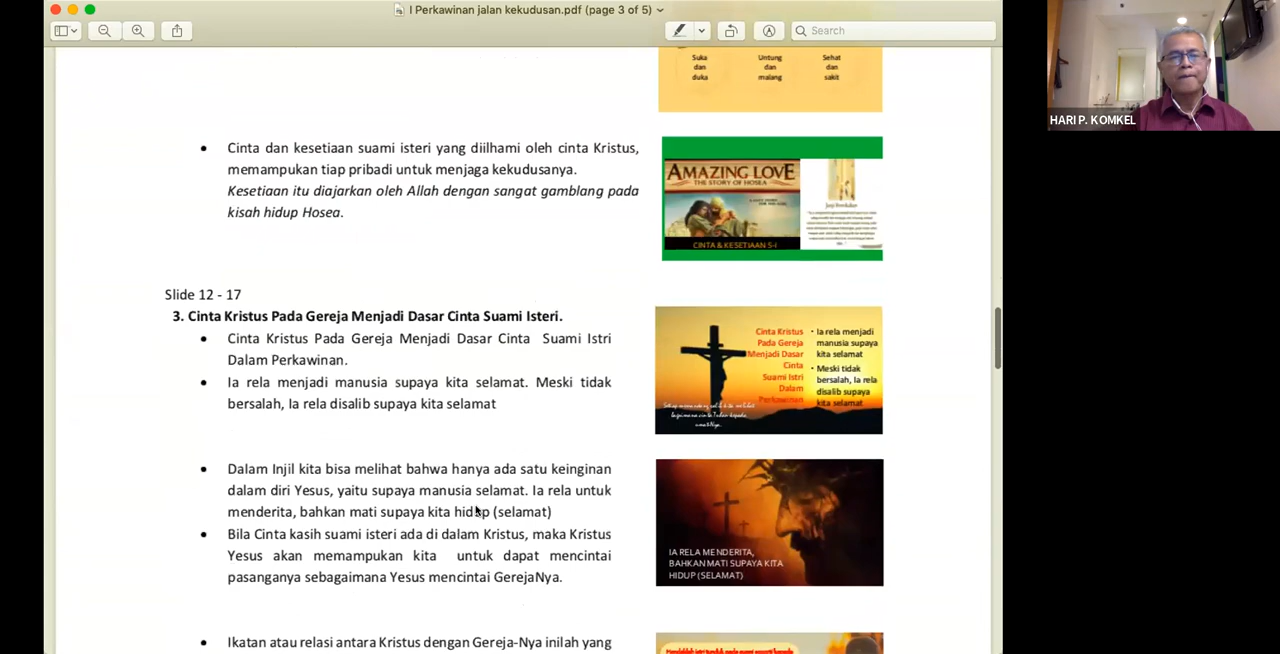 I Perkawinan jalan kekudusan.pdf (page 3 of 5)
Search
HARI P. KOMKEL
Suka
dan
duka
Untung
dan
malang
Sehat
dan
sakit
Cinta dan kesetiaan suami isteri yang diilhami oleh cinta Kristus,
memampukan tiap pribadi untuk menjaga kekudusanya.
Kesetiaan itu diajarkan oleh Allah dengan sangat gamblang pada
kisah hidup Hosea.
AMAZING LOVE
THE STORY OF HOSEA
CINTA & KESETIAAN S-I
Slide 12 - 17
3. Cinta Kristus Pada Gereja Menjadi Dasar Cinta Suami Isteri.
Cinta Kristus Pada Gereja Menjadi Dasar Cinta Suami Istri
Dalam Perkawinan.
Ia rela menjadi manusia supaya kita selamat. Meski tidak
bersalah, Ia rela disalib supaya kita selamat
Cinta Kristus
Pada Gereja
Menjadi Dasar
Cinta
Suami Istri
Dalam
Perkawinan
• Ia rela menjadi
manusia supaya
kita selamat
• Meski tidak
bersalah, Ia rela
disalib supaya
kita selamat
Dalam Injil kita bisa melihat bahwa hanya ada satu keinginan
dalam diri Yesus, yaitu supaya manusia selamat. Ia rela untuk
menderita, bahkan mati supaya kita hidup (selamat)
Bila Cinta kasih suami isteri ada di dalam Kristus, maka Kristus
Yesus akan memampukan kita untuk dapat mencintai
pasanganya sebagaimana Yesus mencintai GerejaNya.
IA RELA MENDERITA,
BAHKAN MATI SUPAYA KITA
HIDUP (SELAMAT)
Ikatan atau relasi antara Kristus dengan Gereja-Nya inilah yang